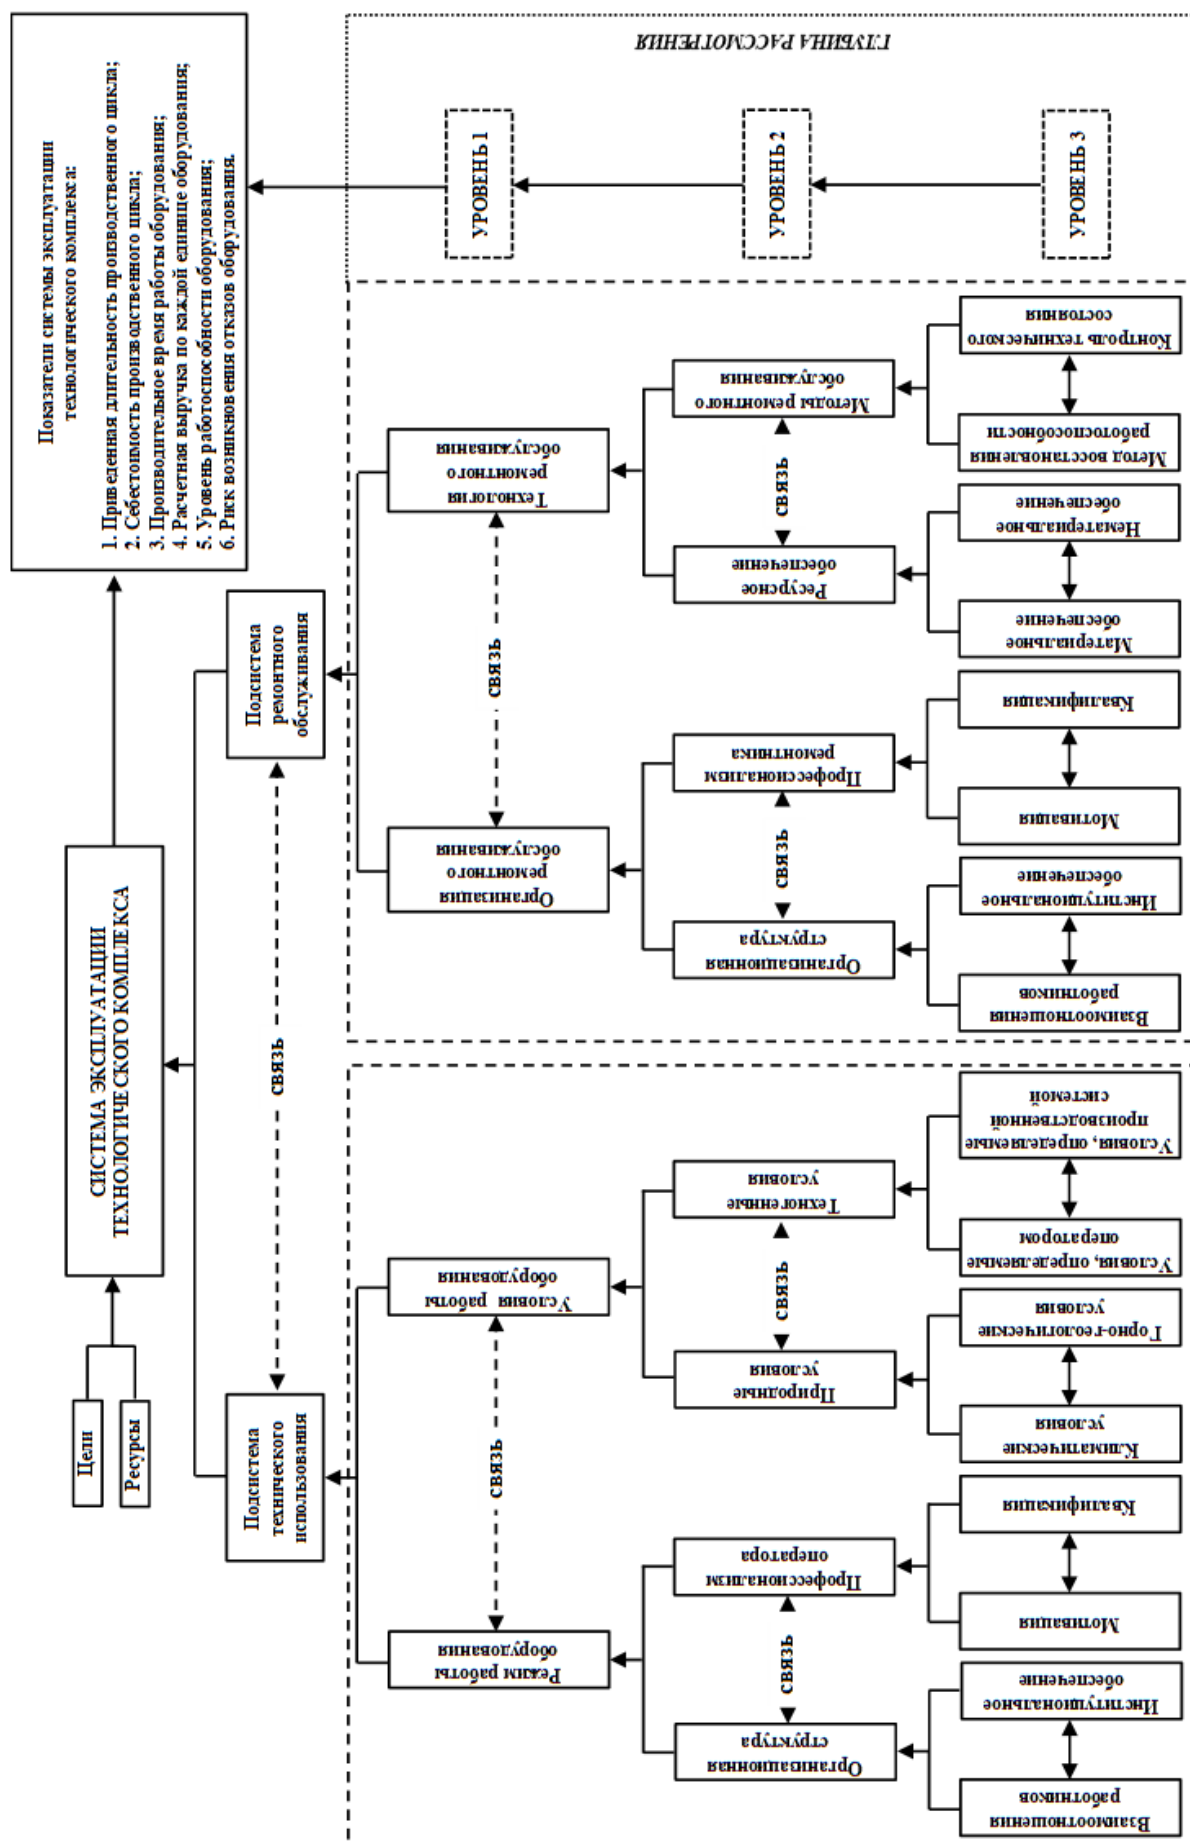 Цели
Ресурсы
СИСТЕМА ЭКСПЛУАТАЦИИ
ТЕХНОЛОГИЧЕСКОГО КОМПЛЕКСА
Показатели системы эксплуатации
технологического комплекса:
1. Приведенная длительность производственного цикла;
2. Себестоимость производственного цикла;
3. Производительное время работы оборудования;
4. Расчетная выручка по каждой единице оборудования;
5. Уровень работоспособности оборудования;
6. Риск возникновения отказов оборудования.
Подсистема
технического
использования
связь
Подсистема
ремонтного
обслуживания
Режим работы
оборудования
связь
Условия работы
оборудования
Организация
ремонтного
обслуживания
связь
Технология
ремонтного
обслуживания
УРОВЕНЬ 1
Организационная
структура
связь
Профессионализм
оператора
Природные
условия
связь
Техногенные
условия
Организационная
структура
связь
Профессионализм
ремонтника
Ресурсное
обеспечение
связь
Методы ремонтного
обслуживания
УРОВЕНЬ 2
Взаимоотношения
работников
Институциональное
обеспечение
Мотивация
Квалификация
Климатические
условия
Горно-геологические
условия
Условия, определяемые
оператором
Условия, определяемые
производственной
системой
Взаимоотношения
работников
Институциональное
обеспечение
Мотивация
Квалификация
Материальное
обеспечение
Нематериальное
обеспечение
Метод восстановления
работоспособности
Контроль технического
состояния
УРОВЕНЬ 3
ГЛУБИНА РАССМОТРЕНИЯ